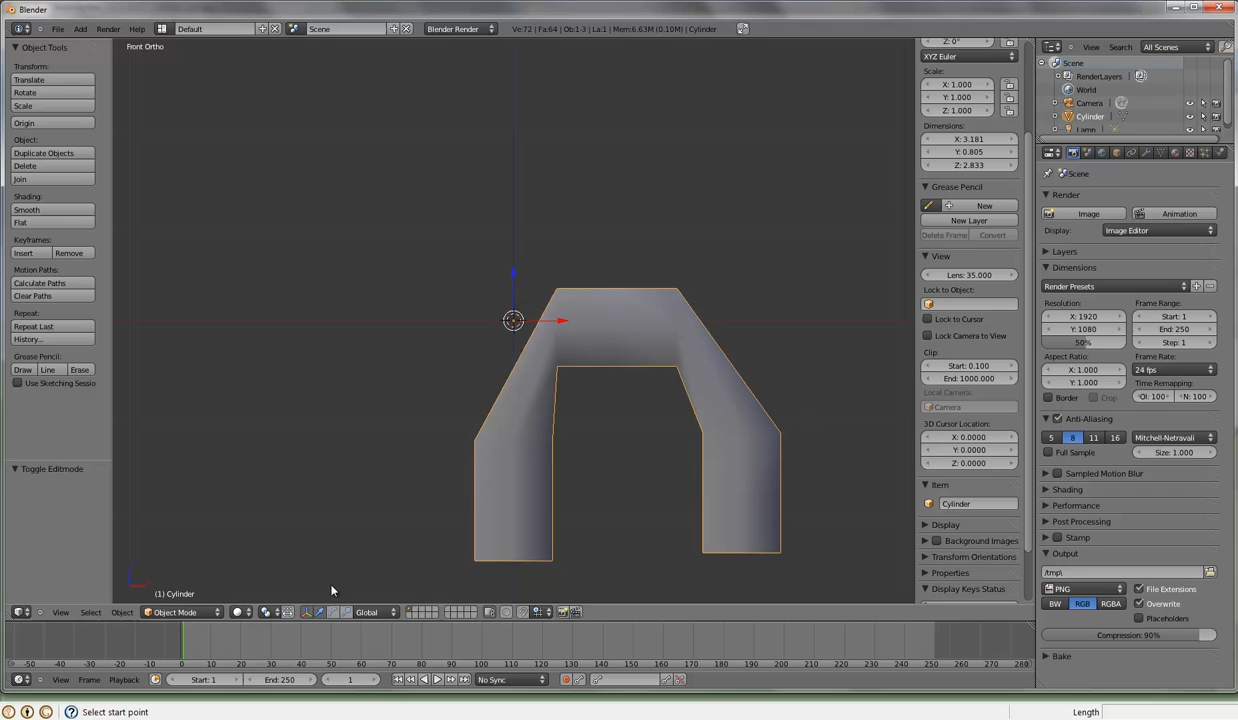 Blender
File Add Render Help Default Scene Blender Render Ve:72 | Fa:64 | Ob:1-3 | La:1 | Mem:6.63M (0.10M) | Cylinder
Object Tools
Transform:
Translate
Rotate
Scale
Origin
Object:
Duplicate Objects
Delete
Join
Shading:
Smooth
Flat
Keyframes:
Insert Remove
Motion Paths:
Calculate Paths
Clear Paths
Repeat:
Repeat Last
History...
Grease Pencil:
Draw Line Erase
Use Sketching Sessio
Toggle Editmode
Front Ortho
(1) Cylinder
Z: 0°
XYZ Euler
Scale:
X: 1.000
Y: 1.000
Z: 1.000
Dimensions:
X: 3.181
Y: 0.805
Z: 2.833
Grease Pencil
New
New Layer
Delete Frame Convert
View
Lens: 35.000
Lock to Object:
Lock to Cursor
Lock Camera to View
Clip:
Start: 0.100
End: 1000.000
Local Camera:
Camera
3D Cursor Location:
X: 0.0000
Y: 0.0000
Z: 0.0000
Item
Cylinder
Display
Background Images
Transform Orientations
Properties
Display Keys Status
View Search All Scenes
Scene
RenderLayers
World
Camera
Cylinder
Lamp
Scene
Render
Image Animation
Display: Image Editor
Layers
Dimensions
Render Presets
Resolution: Frame Range:
X: 1920 Start: 1
Y: 1080 End: 250
50% Step: 1
Aspect Ratio: Frame Rate:
X: 1.000 24 fps
Y: 1.000 Time Remapping:
Border Crop Ol: 100 N: 100
Anti-Aliasing
5 8 11 16 Mitchell-Netravali
Full Sample Size: 1.000
Sampled Motion Blur
Shading
Performance
Post Processing
Stamp
Output
/tmp\
PNG File Extensions
BW RGB RGBA Overwrite
Placeholders
Compression: 90%
Bake
View Select Object Object Mode Global
-50 -40 -30 -20 -10 0 10 20 30 40 50 60 70 80 90 100 110 120 130 140 150 160 170 180 190 200 210 220 230 240 250 260 270 280
View Frame Playback Start: 1 End: 250 1 No Sync
Select start point Length